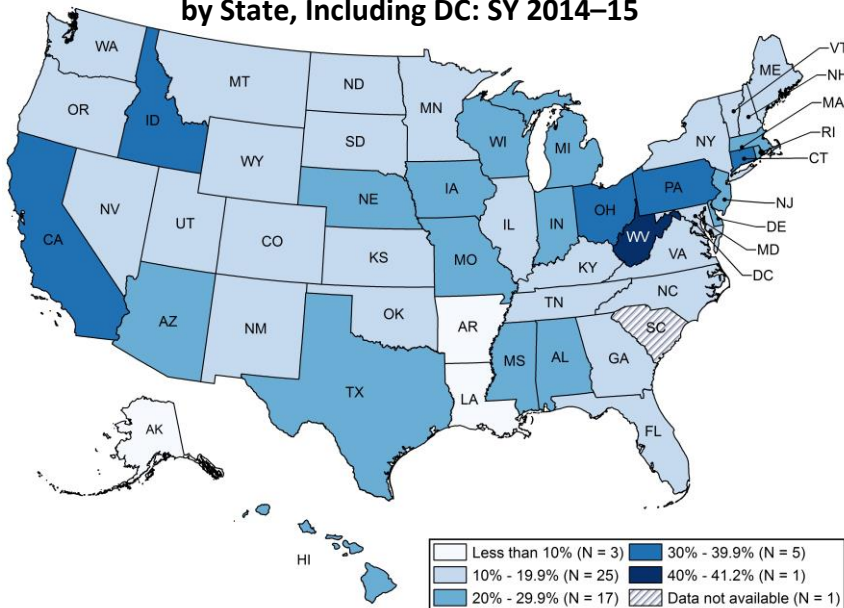 by State, Including DC: SY 2014–15
WA
MT
ND
MN
ME
VT
NH
MA
RI
CT
OR
ID
SD
WI
MI
NY
WY
NE
IA
PA
NJ
DE
MD
DC
NV
UT
CO
KS
MO
IL
IN
OH
WV
VA
KY
CA
AZ
NM
OK
AR
TN
NC
SC
TX
LA
MS
AL
GA
FL
AK
HI
Less than 10% (N = 3)
10% - 19.9% (N = 25)
20% - 29.9% (N = 17)
30% - 39.9% (N = 5)
40% - 41.2% (N = 1)
Data not available (N = 1)